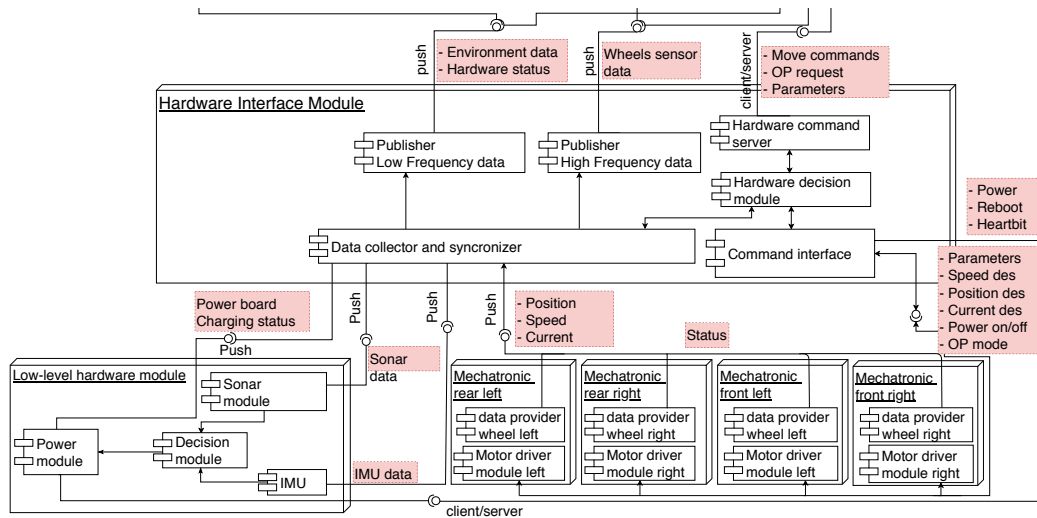 push
- Environment data
- Hardware status
push
Wheels sensor
data
client/server
- Move commands
- OP request
- Parameters
Hardware Interface Module
Publisher
Low Frequency data
Publisher
High Frequency data
Hardware command
server
Hardware decision
module
- Power
- Reboot
- Heartbit
Data collector and syncronizer
Command interface
- Parameters
- Speed des
- Position des
- Current des
- Power on/off
- OP mode
Power board
Charging status
Push
Push
Push
Push
- Position
- Speed
- Current
Status
Sonar
data
Low-level hardware module
Sonar
module
Power
module
Decision
module
IMU
IMU data
Mechatronic
rear left
data provider
wheel left
Motor driver
module left
Mechatronic
rear right
data provider
wheel right
Motor driver
module right
Mechatronic
front left
data provider
wheel left
Motor driver
module left
Mechatronic
front right
data provider
wheel right
Motor driver
module right
client/server